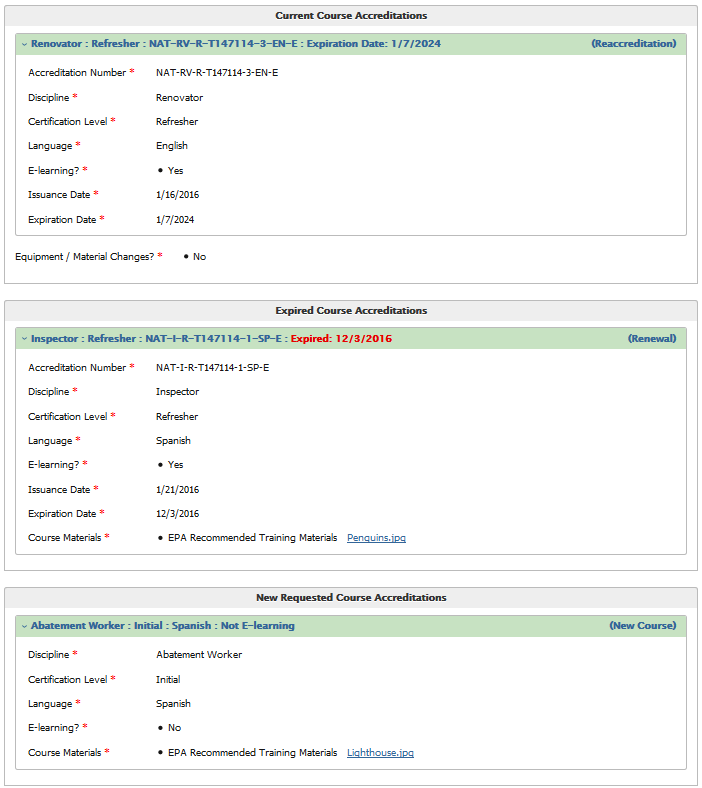 Current Course Accreditations
Renovator : Refresher : NAT-RV-R-T147114-3-EN-E : Expiration Date: 1/7/2024 (Reaccreditation)
Accreditation Number * NAT-RV-R-T147114-3-EN-E
Discipline * Renovator
Certification Level * Refresher
Language * English
E-learning? * • Yes
Issuance Date * 1/16/2016
Expiration Date * 1/7/2024
Equipment / Material Changes? * • No
Expired Course Accreditations
Inspector : Refresher : NAT-I-R-T147114-1-SP-E : Expired: 12/3/2016 (Renewal)
Accreditation Number * NAT-I-R-T147114-1-SP-E
Discipline * Inspector
Certification Level * Refresher
Language * Spanish
E-learning? * • Yes
Issuance Date * 1/21/2016
Expiration Date * 12/3/2016
Course Materials * • EPA Recommended Training Materials Penguins.jpg
New Requested Course Accreditations
Abatement Worker : Initial : Spanish : Not E-learning (New Course)
Discipline * Abatement Worker
Certification Level * Initial
Language * Spanish
E-learning? * • No
Course Materials * • EPA Recommended Training Materials Lighthouse.jpg